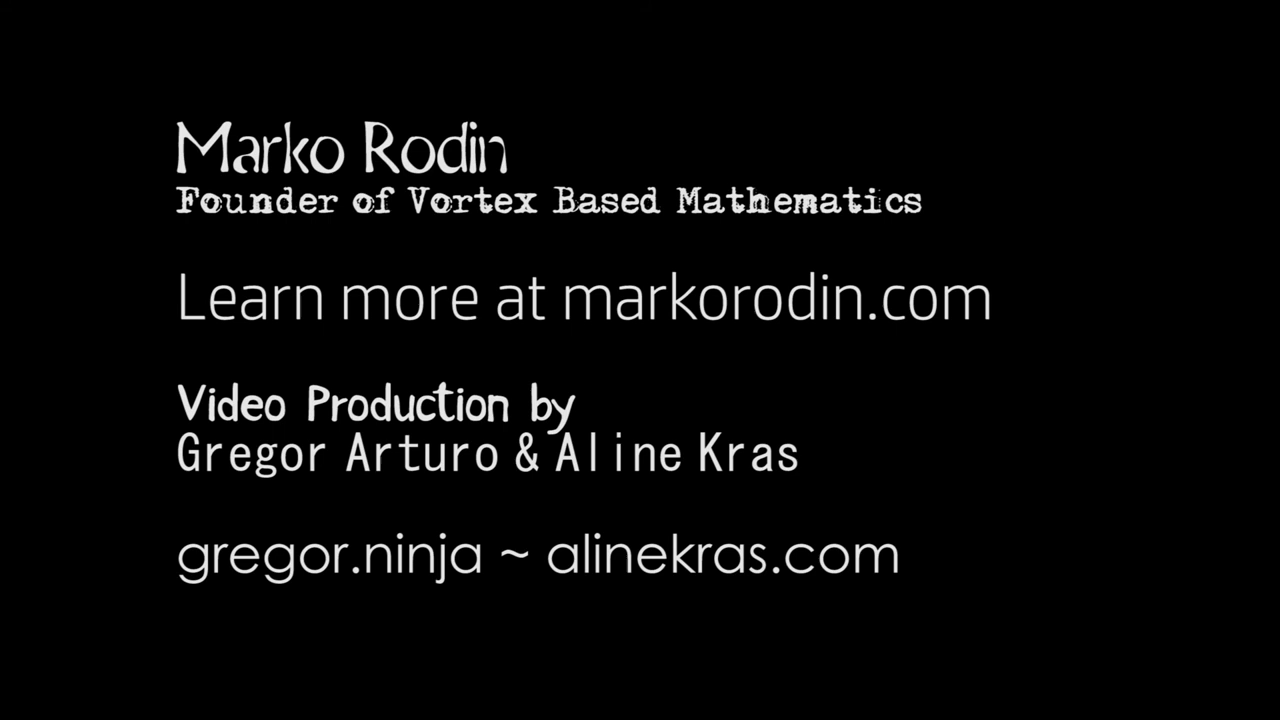 Marko Rodin
Founder of Vortex Based Mathematics
Learn more at markorodin.com
Video Production by
Gregor Arturo & Aline Kras
gregor.ninja ~ alinekras.com